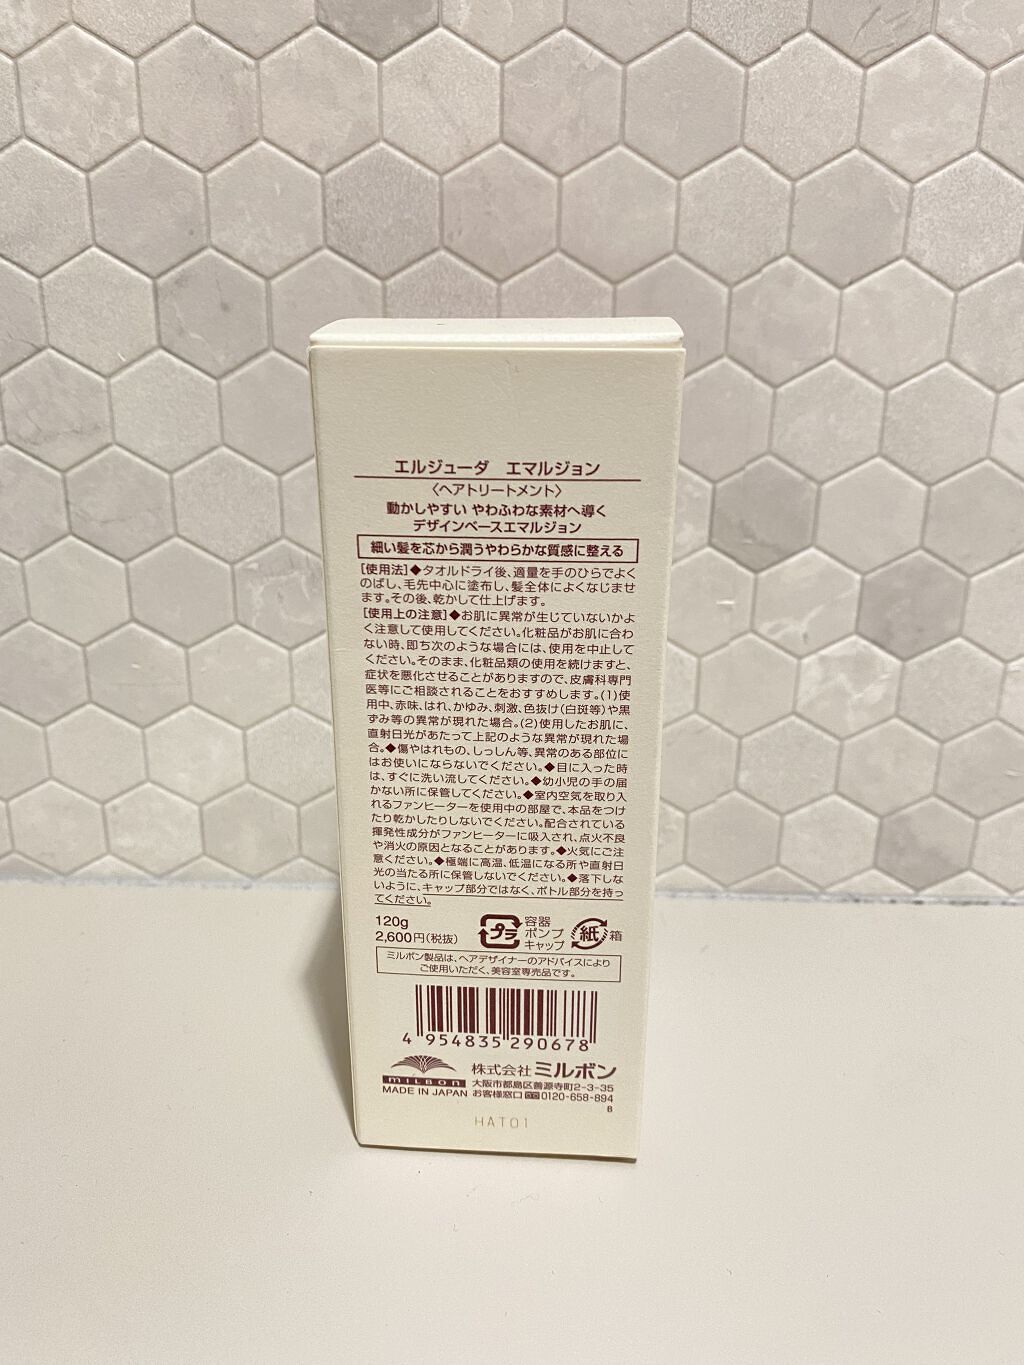 エルジューダ　エマルジョン
〈ヘアトリートメント〉
動かしやすい やわふわな素材へ導く
デザインベースエマルジョン
細い髪を芯から潤うやわらかな質感に整える
[使用法]◆タオルドライ後、適量を手のひらでよく
のばし、毛先中心に塗布し、髪全体によくなじませ
ます。その後、乾かして仕上げます。
[使用上の注意]◆お肌に異常が生じていないかよ
く注意して使用してください。化粧品がお肌に合わ
ない時、即ち次のような場合には、使用を中止して
ください。そのまま、化粧品類の使用を続けますと、
症状を悪化させることがありますので、皮膚科専門
医等にご相談されることをおすすめします。(1)使
用中、赤味、はれ、かゆみ、刺激、色抜け(白斑等)や黒
ずみ等の異常が現れた場合。(2)使用したお肌に、
直射日光があたって上記のような異常が現れた場
合。◆傷やはれもの、しっしん等、異常のある部位に
はお使いにならないでください。◆目に入った時
は、すぐに洗い流してください。◆幼小児の手の届
かない所に保管してください。◆室内空気を取り入
れるファンヒーターを使用中の部屋で、本品をつけ
たり乾かしたりしないでください。配合されている
揮発性成分がファンヒーターに吸入され、点火不良
や消火の原因となることがあります。◆火気にご注
意ください。◆極端に高温、低温になる所や直射日
光の当たる所に保管しないでください。◆落下しな
いように、キャップ部分ではなく、ボトル部分を持っ
てください。
120g
2,600円(税抜)
プラ
容器
ポンプ
キャップ
紙
箱
ミルボン製品は、ヘアデザイナーのアドバイスにより
ご使用いただく、美容室専売品です。
4 954835 290678
milbon
MADE IN JAPAN
株式会社ミルボン
大阪市都島区善源寺町2-3-35
お客様窓口 0120-658-894
B
HAT01